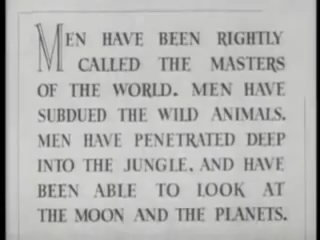 MEN HAVE BEEN RIGHTLY
CALLED THE MASTERS
OF THE WORLD. MEN HAVE
SUBDUED THE WILD ANIMALS.
MEN HAVE PENETRATED DEEP
INTO THE JUNGLE, AND HAVE
BEEN ABLE TO LOOK AT
THE MOON AND THE PLANETS.